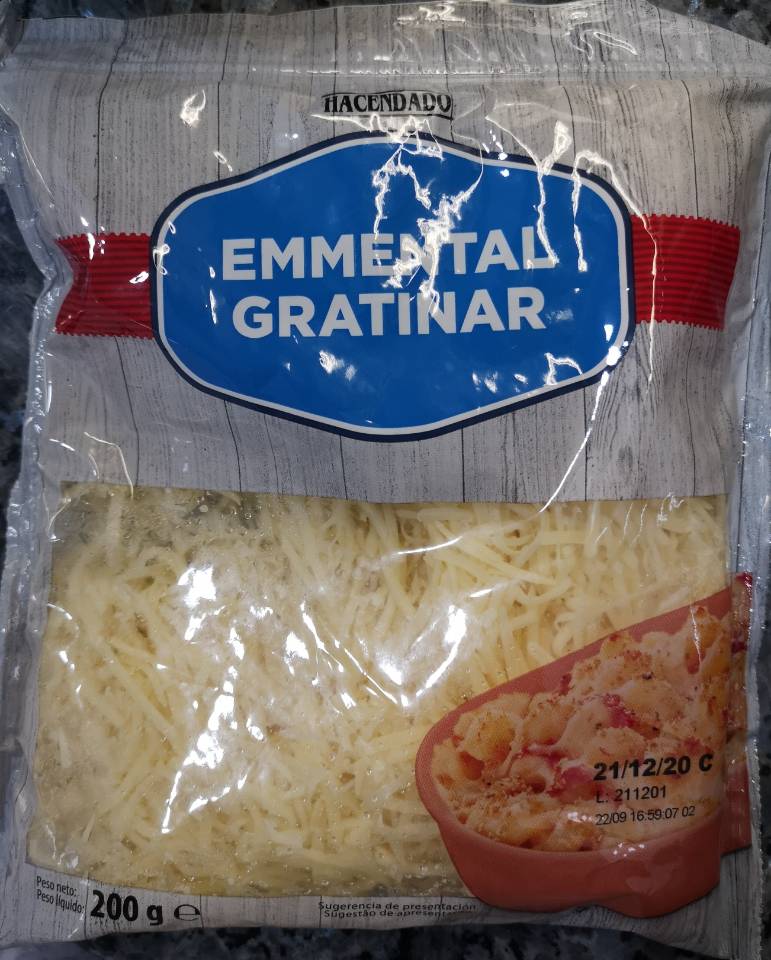 HACENDADO
EMMENTAL
GRATINAR
21/12/20 C
L. 211201
22/09 16:59:07 02
Peso neto:
Peso líquido:
200 g e
Sugerencia de presentación
Sugestão de